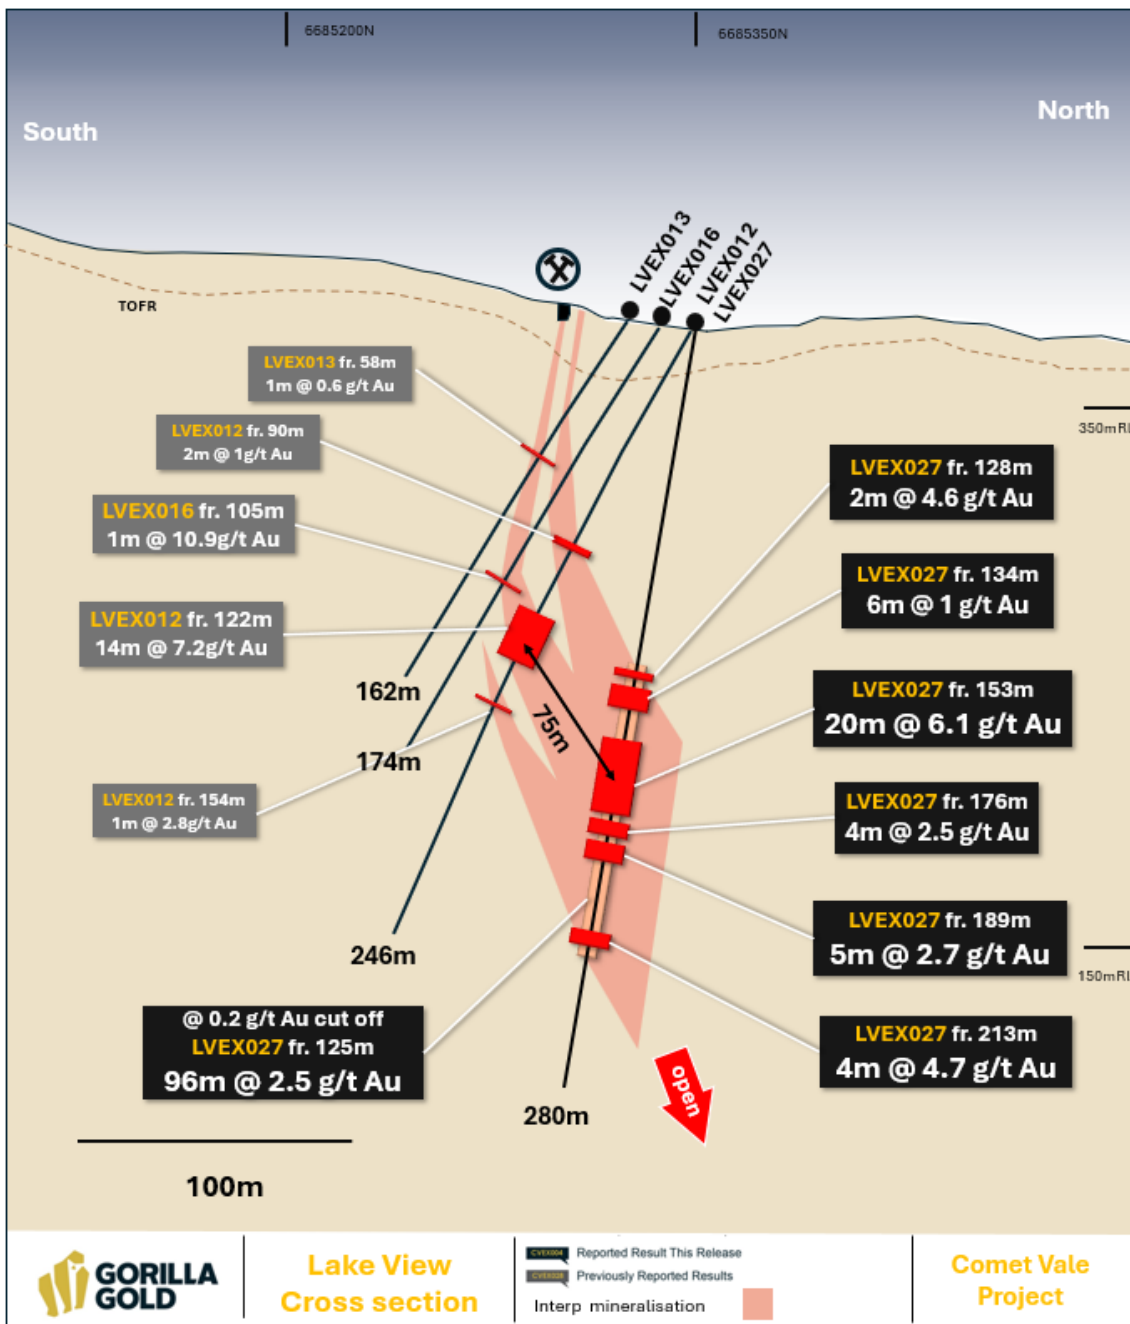 6685200N
6685350N
South
North
LVEX013
LVEX016
LVEX012
LVEX027
TOFR
LVEX013 fr. 58m
1m @ 0.6 g/t Au
350mRL
LVEX012 fr. 90m
2m @ 1g/t Au
LVEX027 fr. 128m
2m @ 4.6 g/t Au
LVEX016 fr. 105m
1m @ 10.9g/t Au
LVEX027 fr. 134m
6m @ 1 g/t Au
LVEX012 fr. 122m
14m @ 7.2g/t Au
162m
75m
LVEX027 fr. 153m
20m @ 6.1 g/t Au
174m
LVEX012 fr. 154m
1m @ 2.8g/t Au
LVEX027 fr. 176m
4m @ 2.5 g/t Au
246m
LVEX027 fr. 189m
5m @ 2.7 g/t Au
150mRL
@ 0.2 g/t Au cut off
LVEX027 fr. 125m
96m @ 2.5 g/t Au
LVEX027 fr. 213m
4m @ 4.7 g/t Au
open
280m
100m
GORILLA
GOLD
Lake View
Cross section
CVEX004 Reported Result This Release
CVEX028 Previously Reported Results
Interp mineralisation
Comet Vale
Project